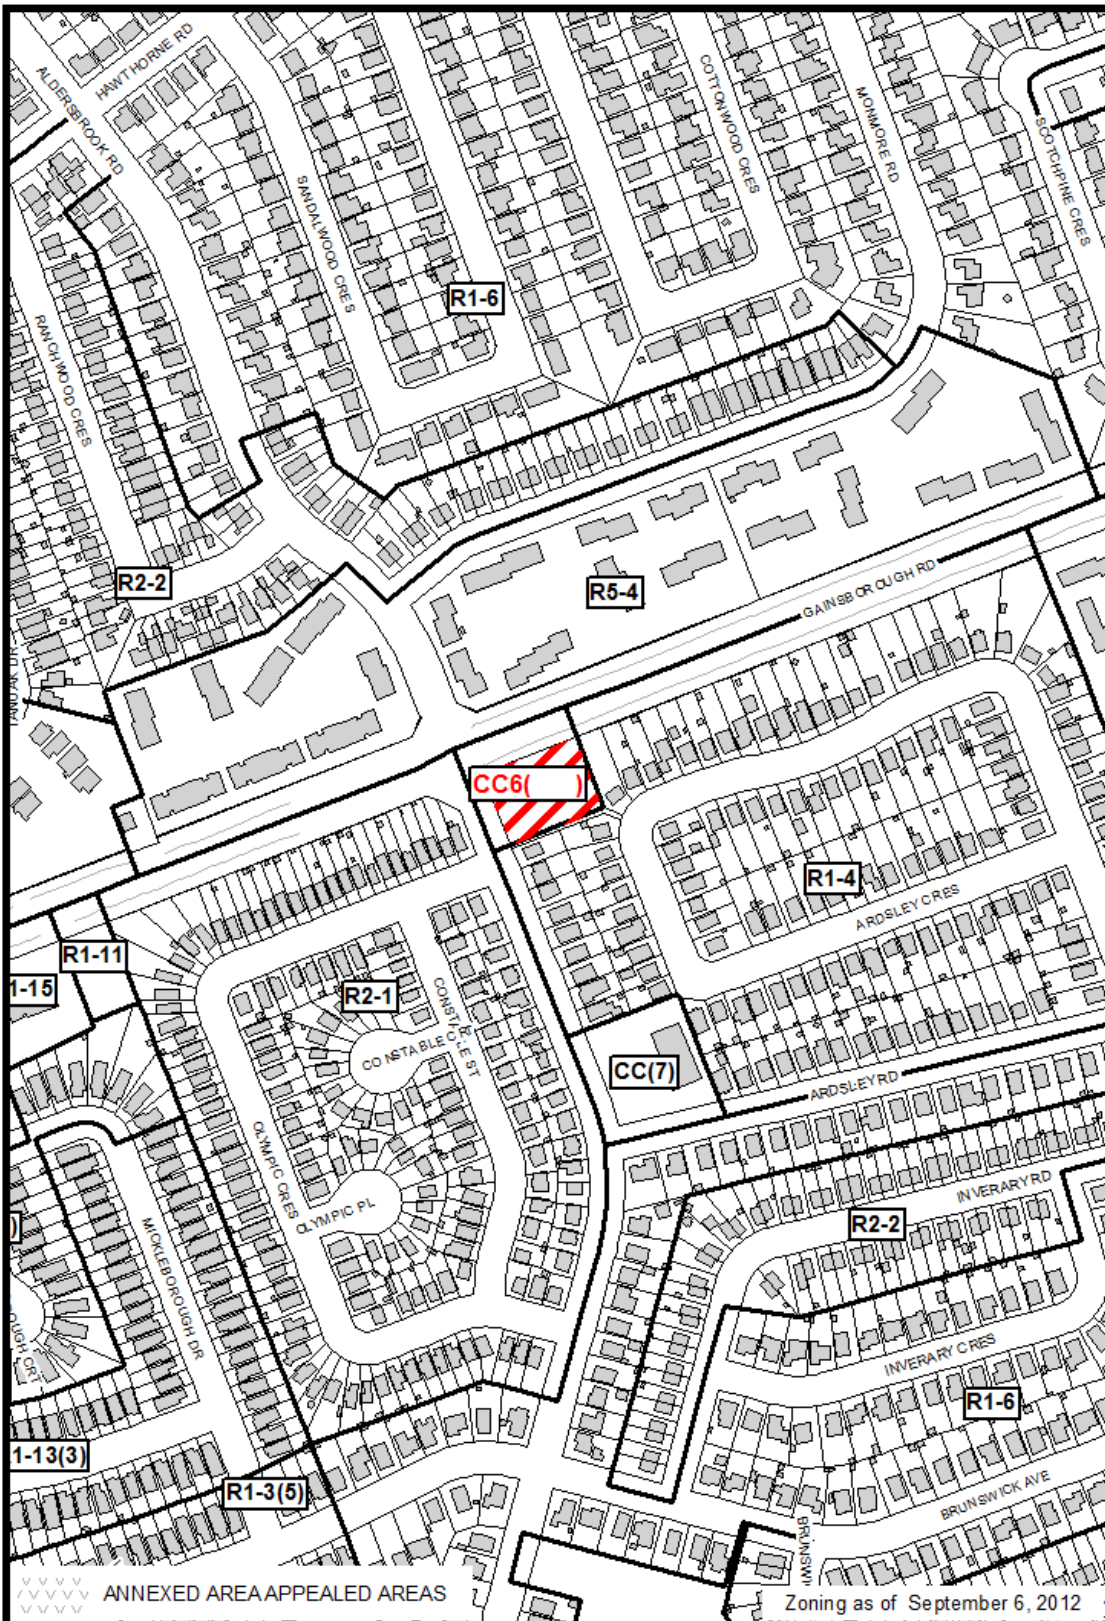 HAWTHORNE RD
ALDERSBROOK RD
COTTONWOOD CRES
MONMORE RD
SCOTCHPINE CRES
SANDALWOOD CRES
R1-6
RANCHWOOD CRES
R2-2
R5-4
GAINSBOROUGH RD
CC6( )
R1-4
ARDSLEY CRES
R1-11
1-15
R2-1
CONSTABLE ST
CC(7)
ARDSLEY RD
OLYMPIC CRES
OLYMPIC PL
INVERARY RD
R2-2
)
MICKLEBOROUGH DR
OUGH CRT
INVERARY CRES
R1-6
1-13(3)
R1-3(5)
BRUNSWICK AVE
BRUNSWI
ANNEXED AREA APPEALED AREAS
Zoning as of September 6, 2012